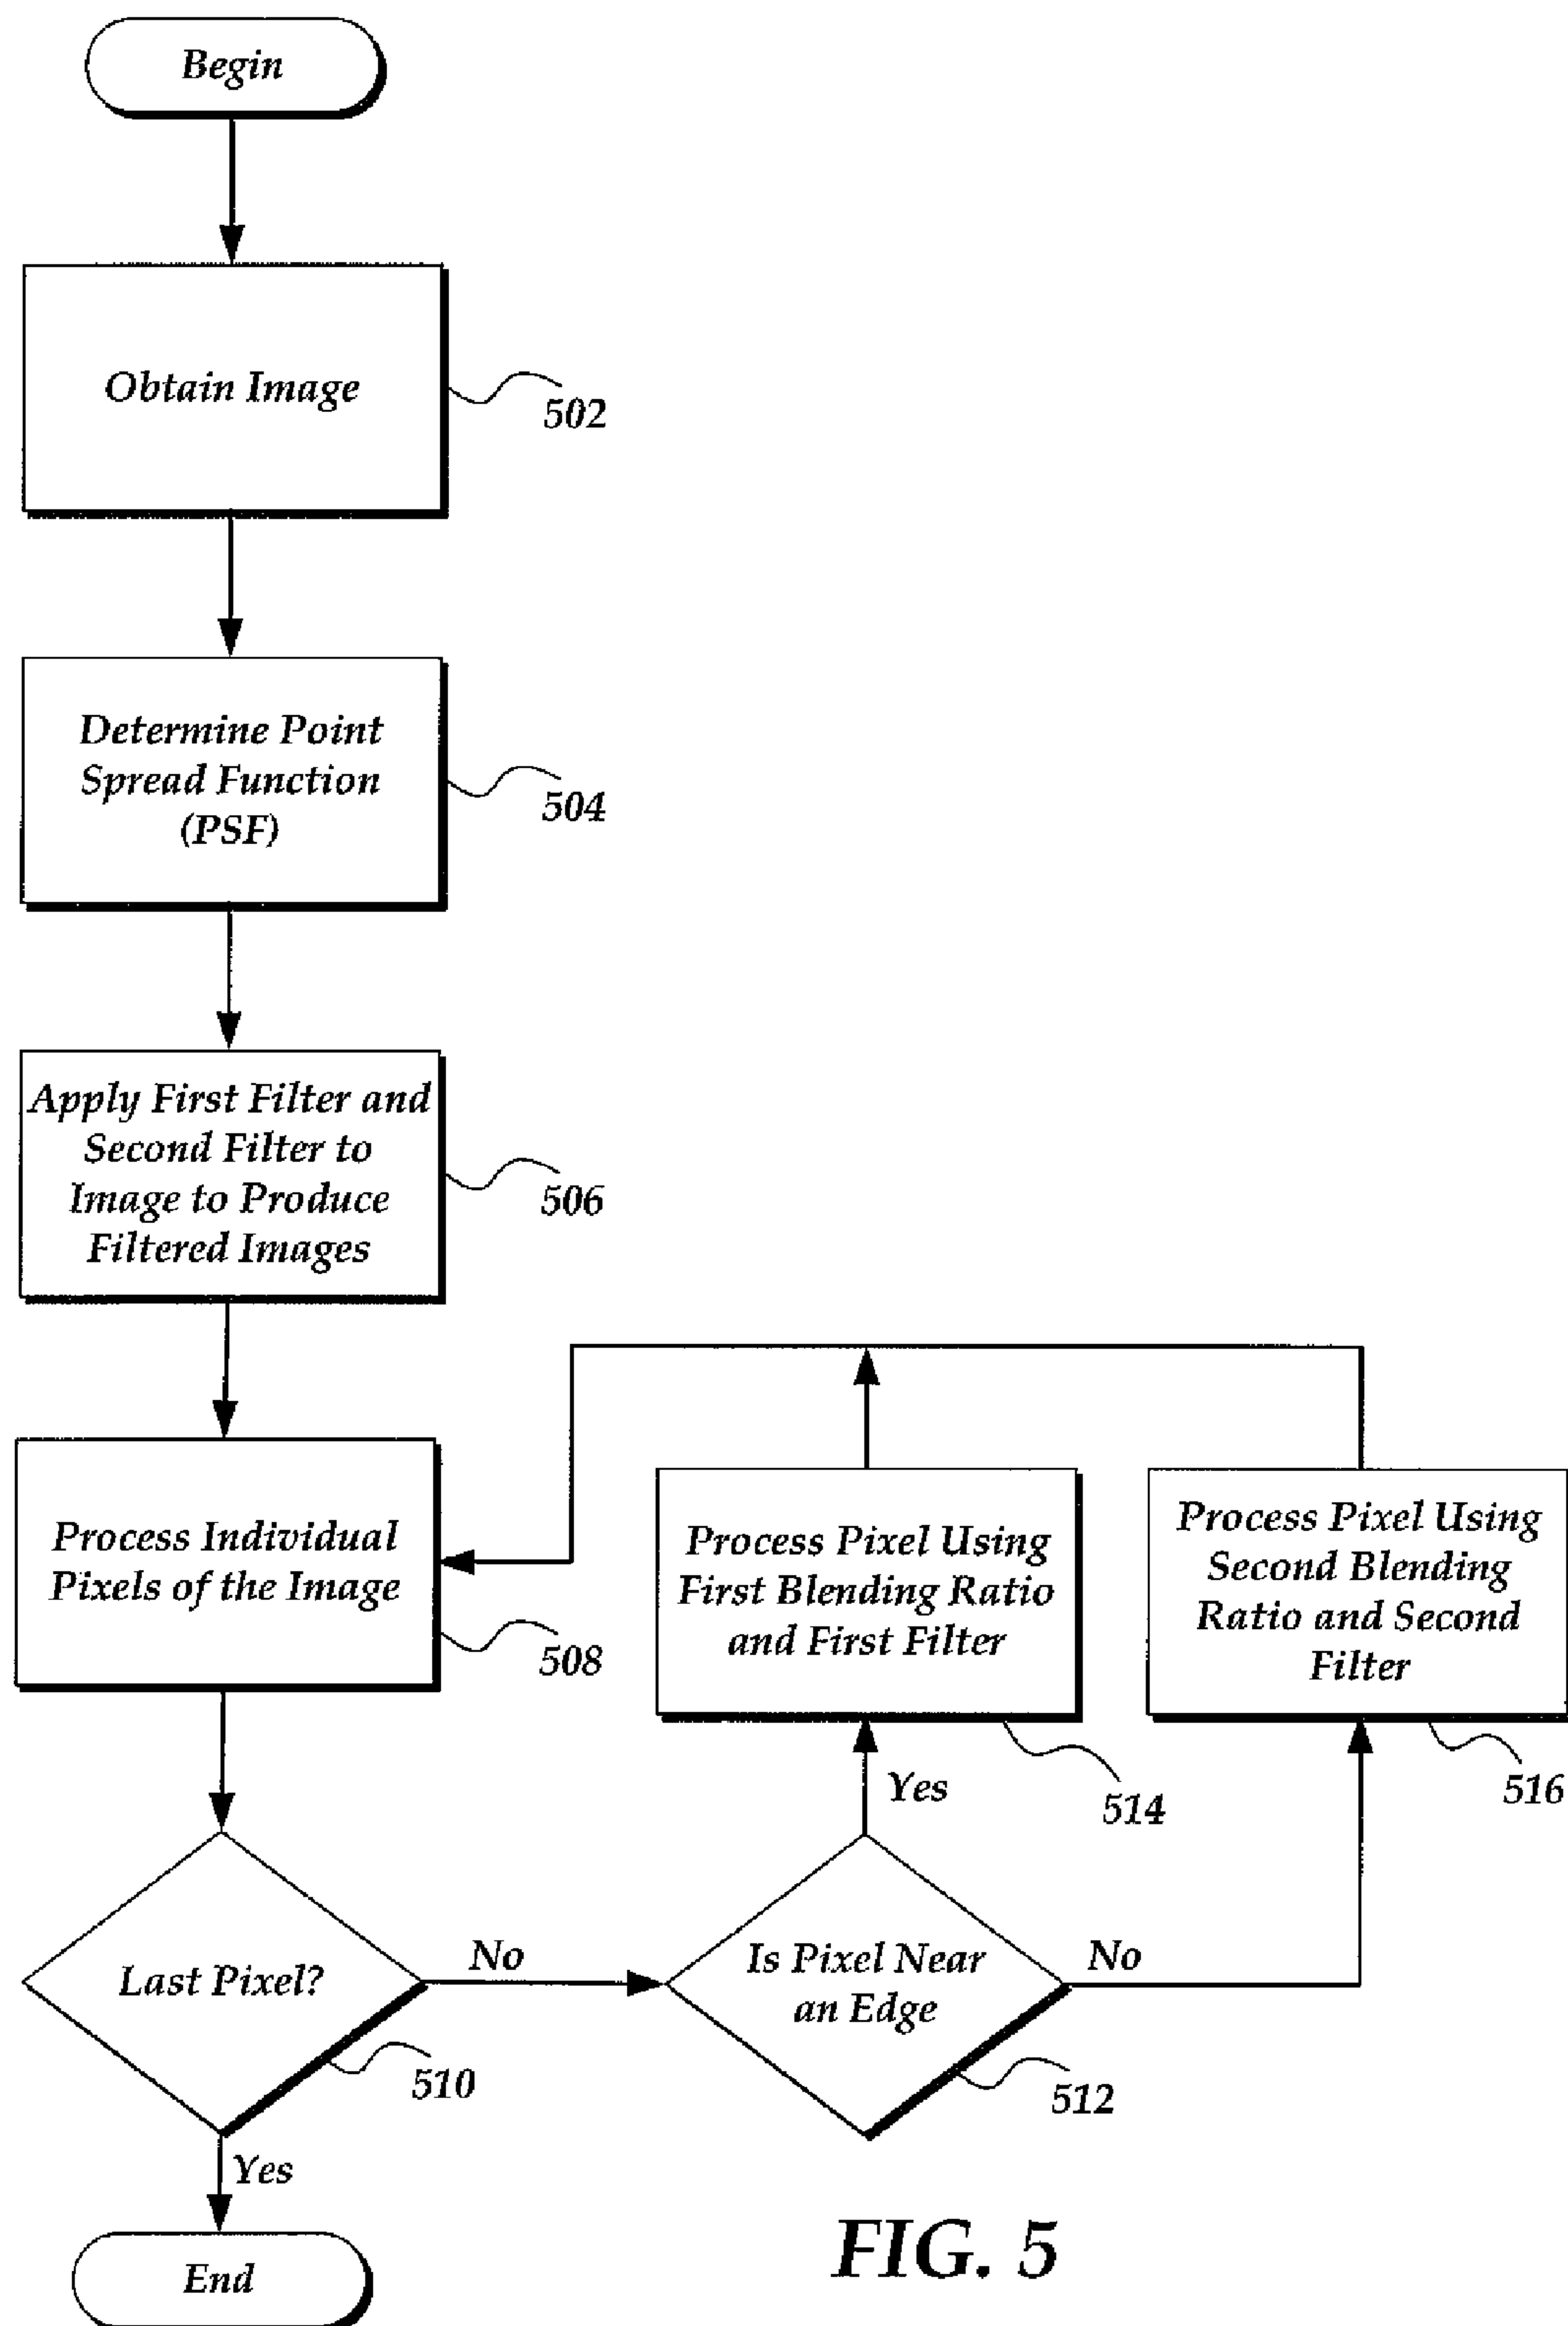 Begin
Obtain Image
502
Determine Point
Spread Function
(PSF)
504
Apply First Filter and
Second Filter to
Image to Produce
Filtered Images
506
Process Individual
Pixels of the Image
508
Process Pixel Using
First Blending Ratio
and First Filter
514
Process Pixel Using
Second Blending
Ratio and Second
Filter
516
Yes
Last Pixel?
510
No
Is Pixel Near
an Edge
512
No
Yes
End
FIG. 5